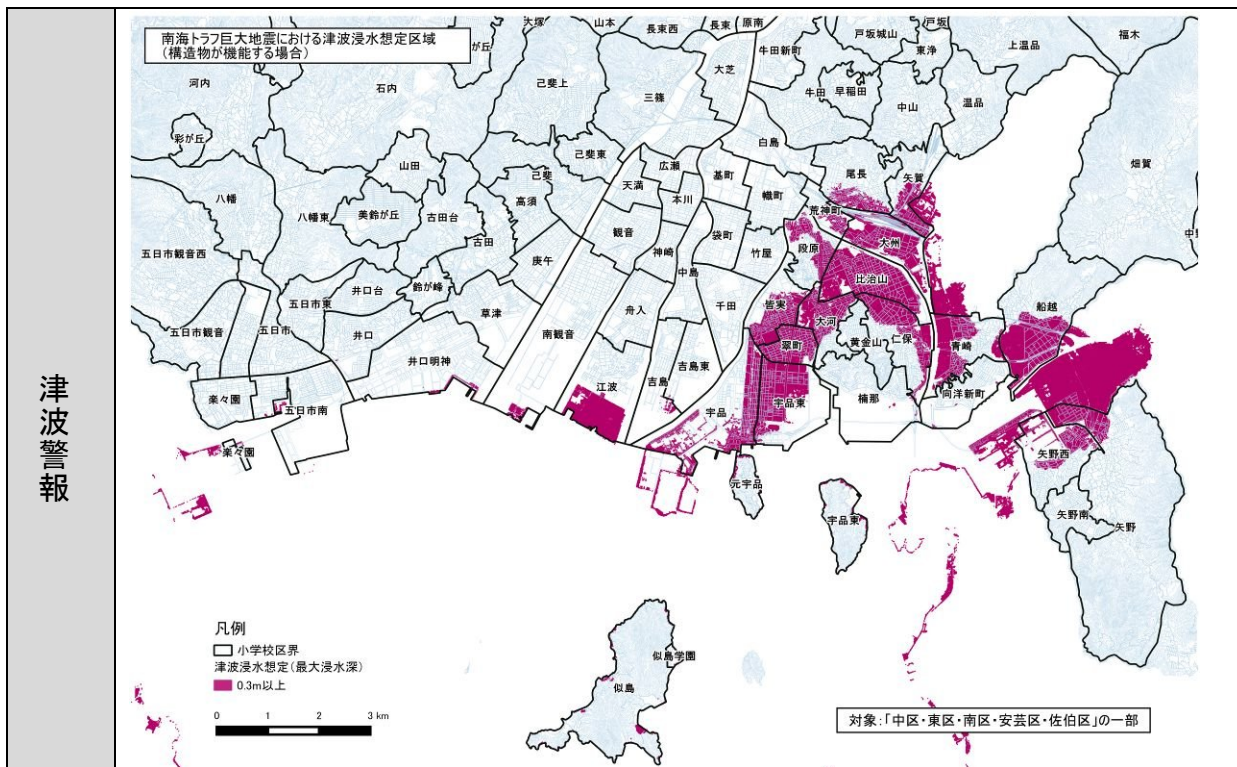 津波警報
南海トラフ巨大地震における津波浸水想定区域
(構造物が機能する場合)
が丘
大塚
山本
長東西
長束
原南
牛田新町
戸坂城山
戸坂
東浄
上温品
福木
河内
石内
己斐上
三篠
大芝
牛田
早稲田
中山
温品
彩が丘
山田
己斐東
己斐
広瀬
白島
尾長
矢賀
畑賀
八幡
八幡東
美鈴が丘
古田台
高須
天満
本川
基町
幟町
荒神町
大州
五日市観音西
古田
庚午
観音
神崎
袋町
竹屋
段原
比治山
中野
五日市東
井口台
鈴が峰
草津
中島
千田
皆実
大河
船越
五日市観音
五日市
井口
井口明神
南観音
舟入
吉島東
翠町
黄金山
仁保
青崎
楽々園
五日市南
江波
吉島
宇品
宇品東
楠那
向洋新町
楽々園
元宇品
宇品東
矢野西
矢野南
矢野
似島学園
似島
凡例
小学校区界
津波浸水想定(最大浸水深)
0.3m以上
0 1 2 3 km
対象:「中区・東区・南区・安芸区・佐伯区」の一部